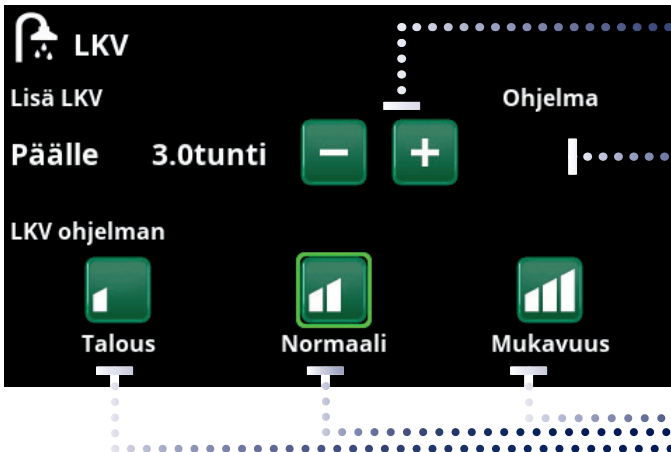 LKV
Lisä LKV Ohjelma
Päälle 3.0tunti − +
LKV ohjelman
Talous Normaali Mukavuus